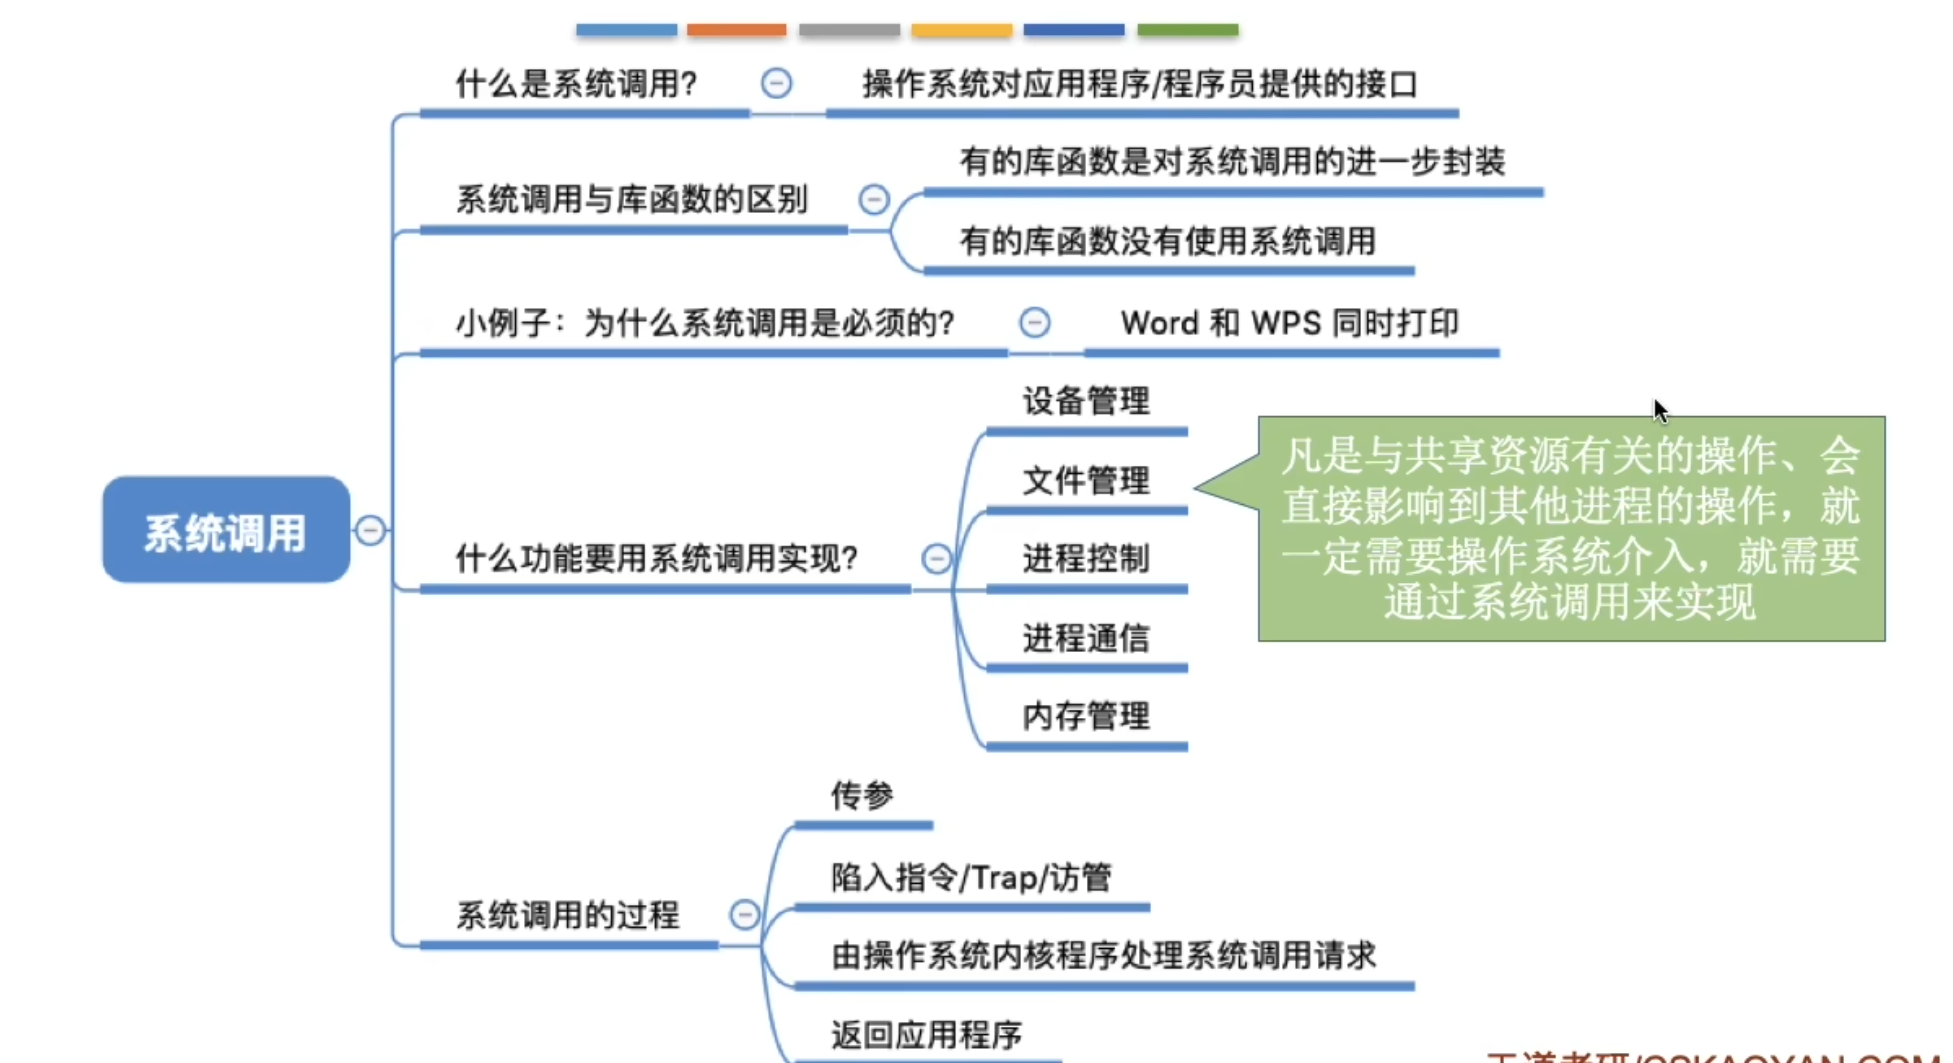 什么是系统调用?
操作系统对应用程序/程序员提供的接口
系统调用与库函数的区别
有的库函数是对系统调用的进一步封装
有的库函数没有使用系统调用
小例子：为什么系统调用是必须的?
Word 和 WPS 同时打印
系统调用
什么功能要用系统调用实现?
设备管理
文件管理
进程控制
进程通信
内存管理
凡是与共享资源有关的操作、会
直接影响到其他进程的操作，就
一定需要操作系统介入，就需要
通过系统调用来实现
系统调用的过程
传参
陷入指令/Trap/访管
由操作系统内核程序处理系统调用请求
返回应用程序
王道考研/CSKAOYAN.COM